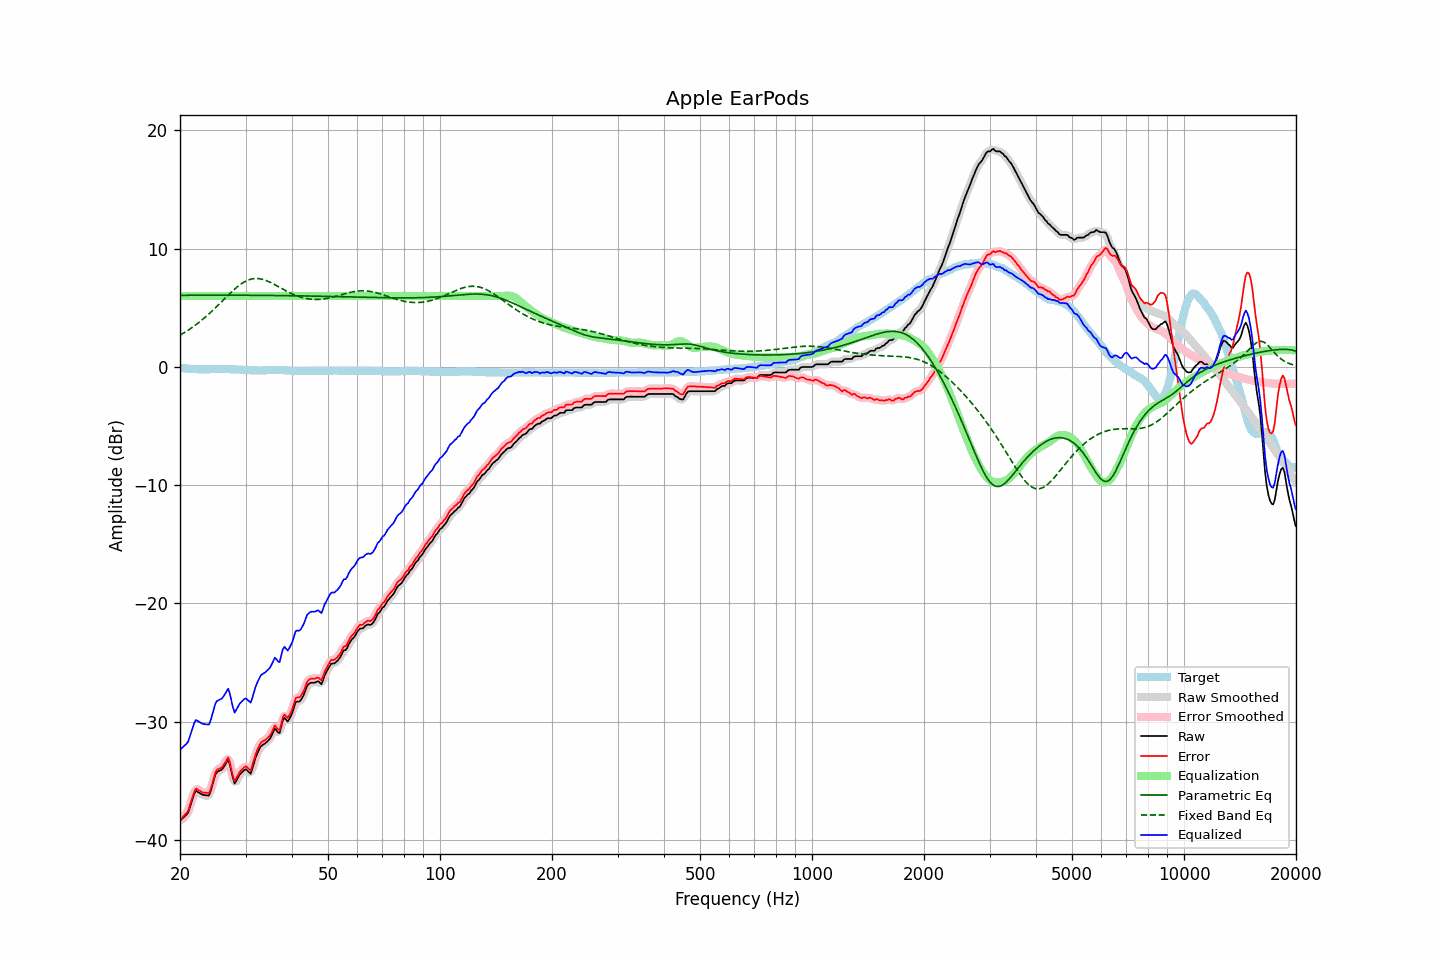 Apple EarPods
20
10
0
−10
−20
−30
−40
Amplitude (dBr)
20
50
100
200
500
1000
2000
5000
10000
20000
Frequency (Hz)
Target
Raw Smoothed
Error Smoothed
Raw
Error
Equalization
Parametric Eq
Fixed Band Eq
Equalized